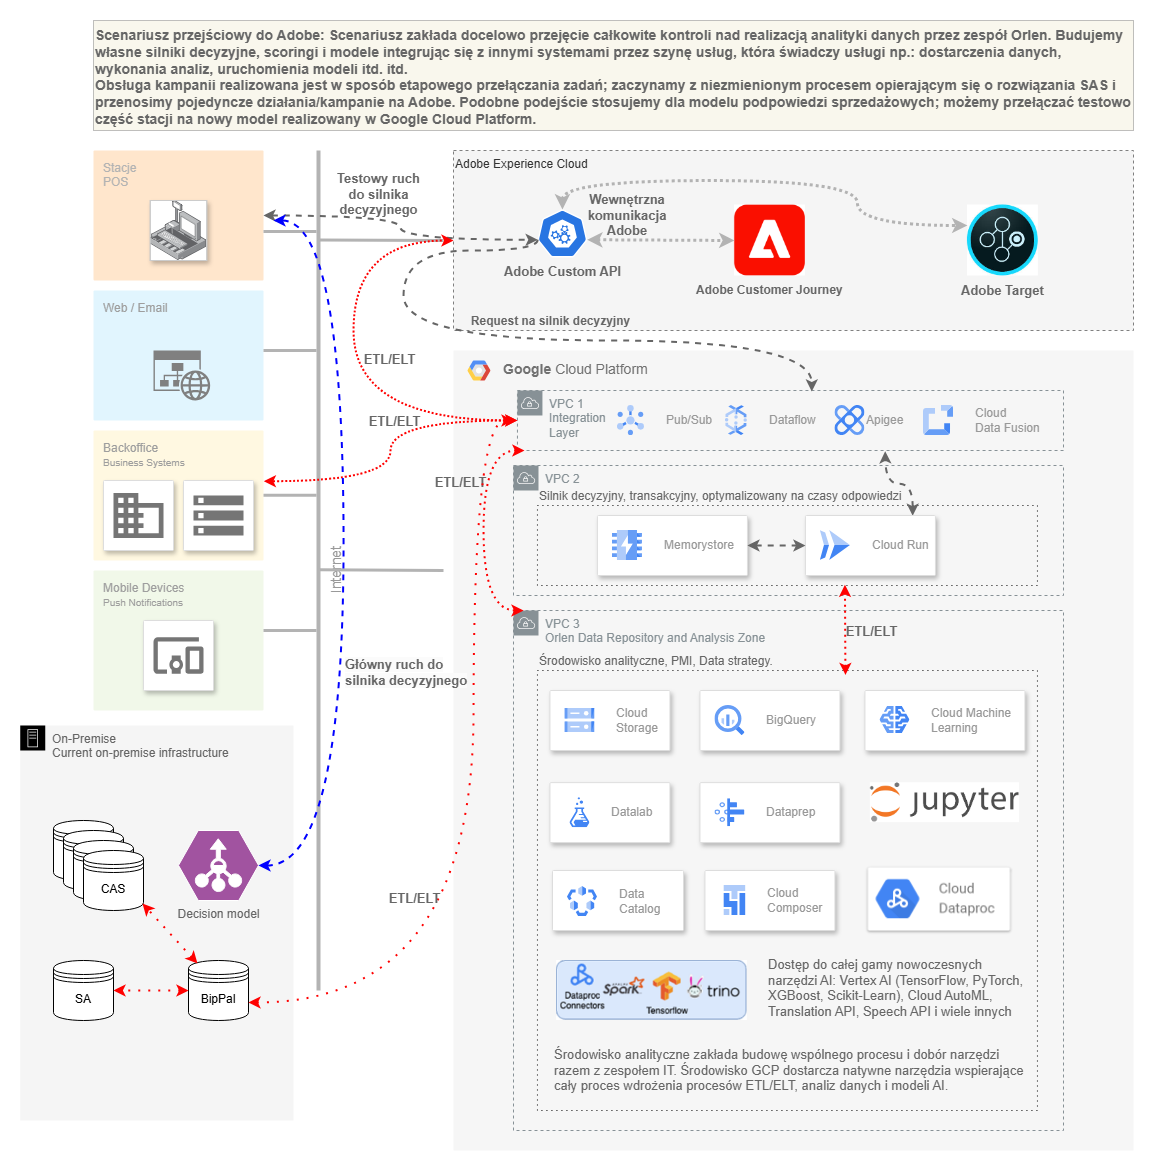 Scenariusz przejściowy do Adobe: Scenariusz zakłada docelowo przejęcie całkowite kontroli nad realizacją analityki danych przez zespół Orlen. Budujemy
własne silniki decyzyjne, scoringi i modele integrując się z innymi systemami przez szynę usług, która świadczy usługi np.: dostarczenia danych,
wykonania analiz, uruchomienia modeli itd. itd.
Obsługa kampanii realizowana jest w sposób etapowego przełączania zadań; zaczynamy z niezmienionym procesem opierającym się o rozwiązania SAS i
przenosimy pojedyncze działania/kampanie na Adobe. Podobne podejście stosujemy dla modelu podpowiedzi sprzedażowych; możemy przełączać testowo
część stacji na nowy model realizowany w Google Cloud Platform.
Stacje
POS
Testowy ruch
do silnika
decyzyjnego
Adobe Experience Cloud
Wewnętrzna
komunikacja
Adobe
Adobe Custom API
Adobe Customer Journey
Adobe Target
Web / Email
Request na silnik decyzyjny
ETL/ELT
Google Cloud Platform
ETL/ELT
VPC 1
Integration
Layer
Pub/Sub
Dataflow
Apigee
Cloud
Data Fusion
Backoffice
Business Systems
ETL/ELT
VPC 2
Silnik decyzyjny, transakcyjny, optymalizowany na czasy odpowiedzi
Memorystore
Cloud Run
Internet
Mobile Devices
Push Notifications
ETL/ELT
VPC 3
Orlen Data Repository and Analysis Zone
Środowisko analityczne, PMI, Data strategy.
Główny ruch do
silnika decyzyjnego
Cloud
Storage
BigQuery
Cloud Machine
Learning
On-Premise
Current on-premise infrastructure
Datalab
Dataprep
jupyter
CAS
Decision model
ETL/ELT
Data
Catalog
Cloud
Composer
Cloud
Dataproc
SA
BipPal
Dataproc
Connectors
APACHE
Spark
Tensorflow
trino
Dostęp do całej gamy nowoczesnych
narzędzi AI: Vertex AI (TensorFlow, PyTorch,
XGBoost, Scikit-Learn), Cloud AutoML,
Translation API, Speech API i wiele innych
Środowisko analityczne zakłada budowę wspólnego procesu i dobór narzędzi
razem z zespołem IT. Środowisko GCP dostarcza natywne narzędzia wspierające
cały proces wdrożenia procesów ETL/ELT, analiz danych i modeli AI.